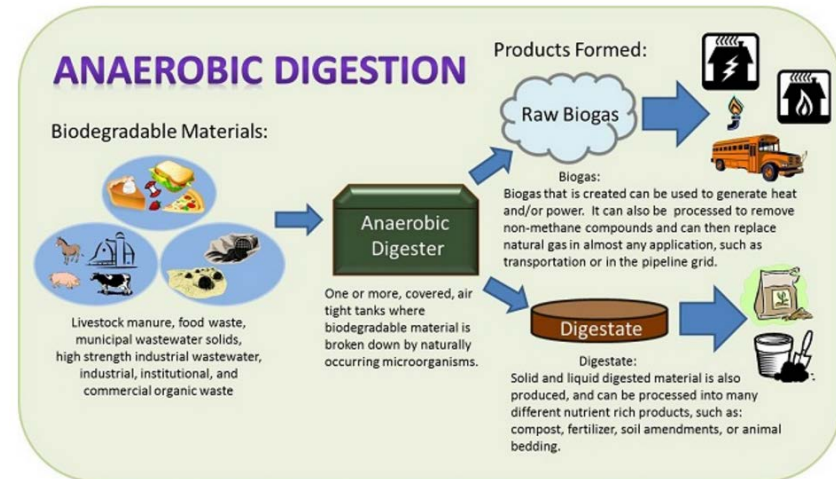 ANAEROBIC DIGESTION
Biodegradable Materials:
Livestock manure, food waste,
municipal wastewater solids,
high strength industrial wastewater,
industrial, institutional, and
commercial organic waste
Anaerobic
Digester
One or more, covered, air
tight tanks where
biodegradable material is
broken down by naturally
occurring microorganisms.
Products Formed:
Raw Biogas
Biogas:
Biogas that is created can be used to generate heat
and/or power. It can also be processed to remove
non-methane compounds and can then replace
natural gas in almost any application, such as
transportation or in the pipeline grid.
Digestate
Digestate:
Solid and liquid digested material is also
produced, and can be processed into many
different nutrient rich products, such as:
compost, fertilizer, soil amendments, or animal
bedding.